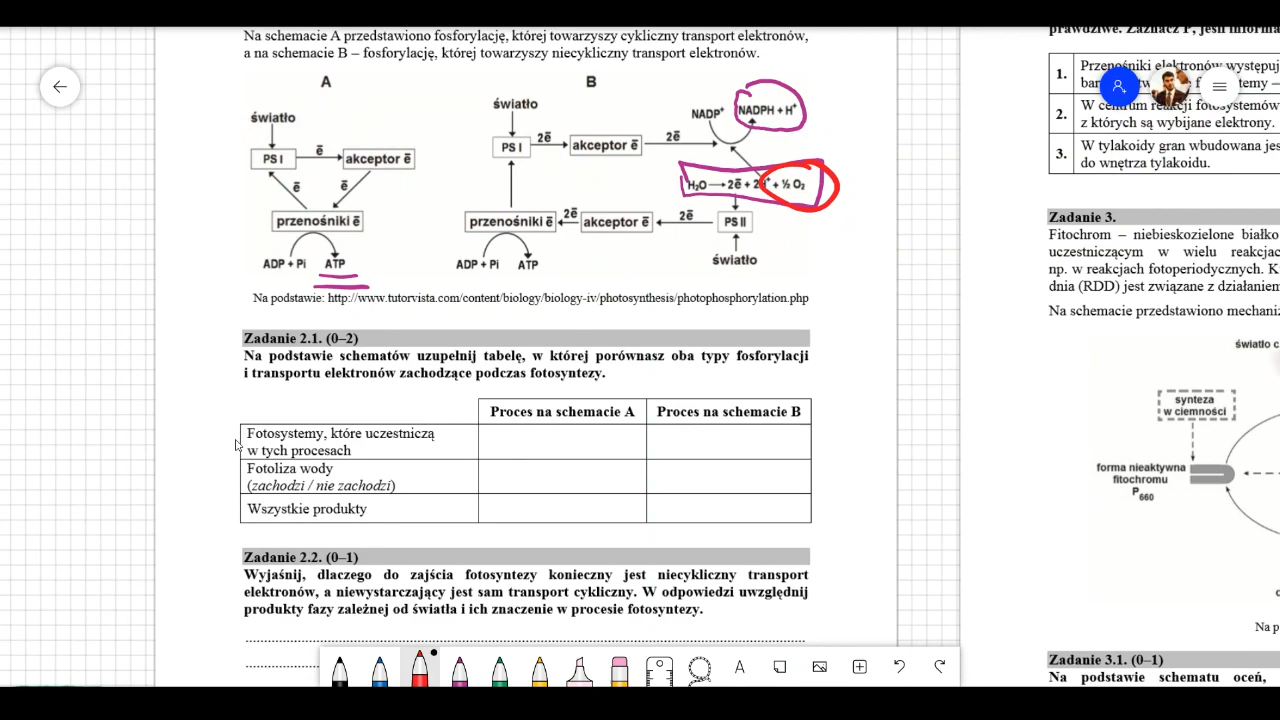 Na schemacie A przedstawiono fosforylację, której towarzyszy cykliczny transport elektronów,
a na schemacie B – fosforylację, której towarzyszy niecykliczny transport elektronów.
A
światło
PS I
ē
akceptor ē
ē
ē
przenośniki ē
ADP + Pi
ATP
B
światło
NADP⁺
NADPH + H⁺
PS I
2ē
akceptor ē
2ē
H₂O → 2ē + 2H⁺ + ½ O₂
przenośniki ē
2ē
akceptor ē
2ē
PS II
ADP + Pi
ATP
światło
Na podstawie: http://www.tutorvista.com/content/biology/biology-iv/photosynthesis/photophosphorylation.php
Zadanie 2.1. (0–2)
Na podstawie schematów uzupełnij tabelę, w której porównasz oba typy fosforylacji
i transportu elektronów zachodzące podczas fotosyntezy.
Proces na schemacie A
Proces na schemacie B
Fotosystemy, które uczestniczą
w tych procesach
Fotoliza wody
(zachodzi / nie zachodzi)
Wszystkie produkty
Zadanie 2.2. (0–1)
Wyjaśnij, dlaczego do zajścia fotosyntezy konieczny jest niecykliczny transport
elektronów, a niewystarczający jest sam transport cykliczny. W odpowiedzi uwzględnij
produkty fazy zależnej od światła i ich znaczenie w procesie fotosyntezy.
prawdziwe. Zaznacz P, jeśli informa
1.
Przenośniki elektronów występuj
2.
W centrum reakcji fotosystemów
z których są wybijane elektrony.
3.
W tylakoidy gran wbudowana jes
do wnętrza tylakoidu.
Zadanie 3.
Fitochrom – niebieskozielone białko
uczestniczącym w wielu reakcjac
np. w reakcjach fotoperiodycznych. K
dnia (RDD) jest związane z działaniem
Na schemacie przedstawiono mechaniz
światło c
synteza
w ciemności
forma nieaktywna
fitochromu
P₆₆₀
Na p
Zadanie 3.1. (0–1)
Na podstawie schematu oceń,
A